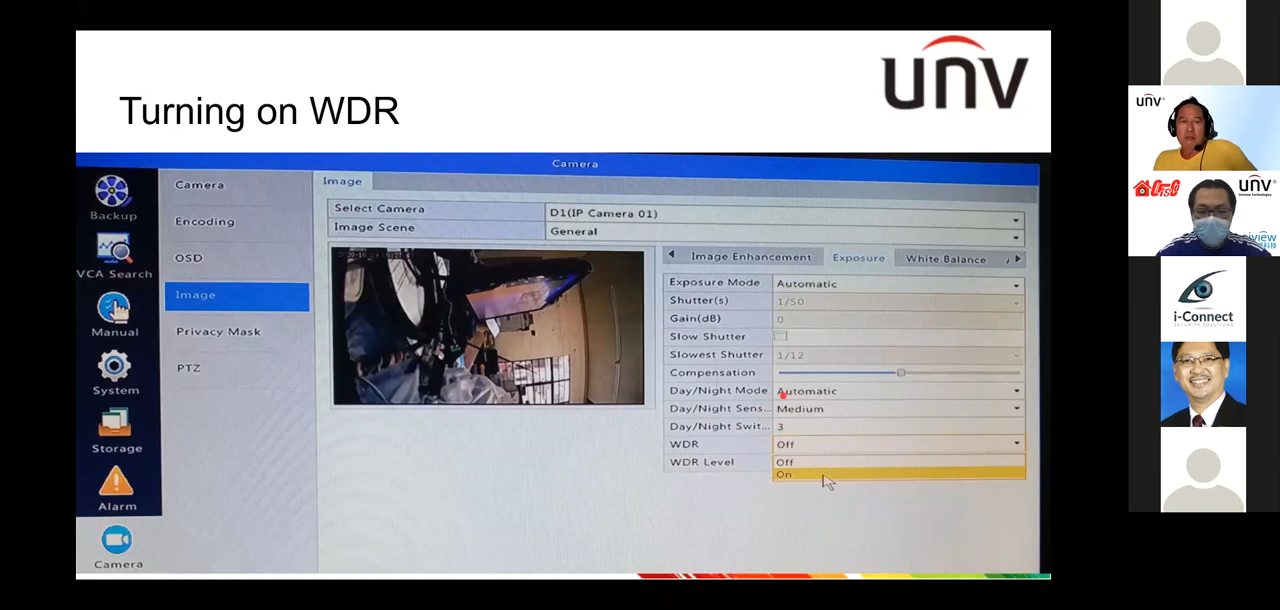 unv
Turning on WDR
Camera
Backup
VCA Search
Manual
System
Storage
Alarm
Camera
Camera
Encoding
OSD
Image
Privacy Mask
PTZ
Image
Select Camera D1(IP Camera 01)
Image Scene General
Image Enhancement Exposure White Balance
Exposure Mode Automatic
Shutter(s) 1/50
Gain(dB) 0
Slow Shutter
Slowest Shutter 1/12
Compensation
Day/Night Mode Automatic
Day/Night Sens... Medium
Day/Night Swit... 3
WDR Off
WDR Level Off
On
unv
unv
i-Connect
SECURITY SOLUTIONS